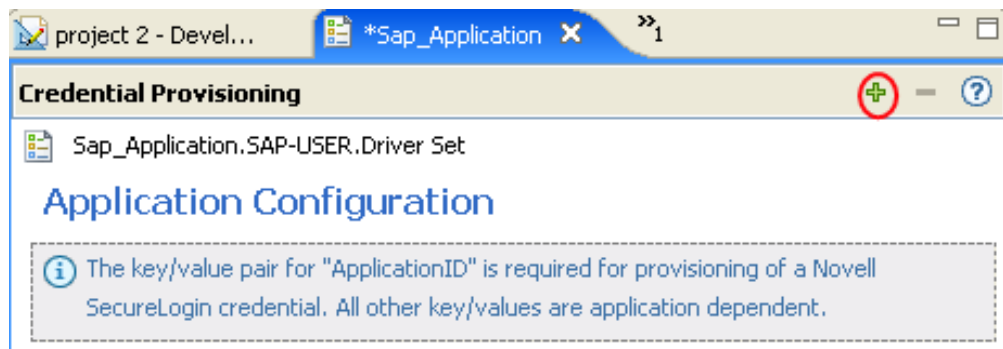 project 2 - Devel... *Sap_Application »1
Credential Provisioning
Sap_Application.SAP-USER.Driver Set
Application Configuration
The key/value pair for "ApplicationID" is required for provisioning of a Novell
SecureLogin credential. All other key/values are application dependent.